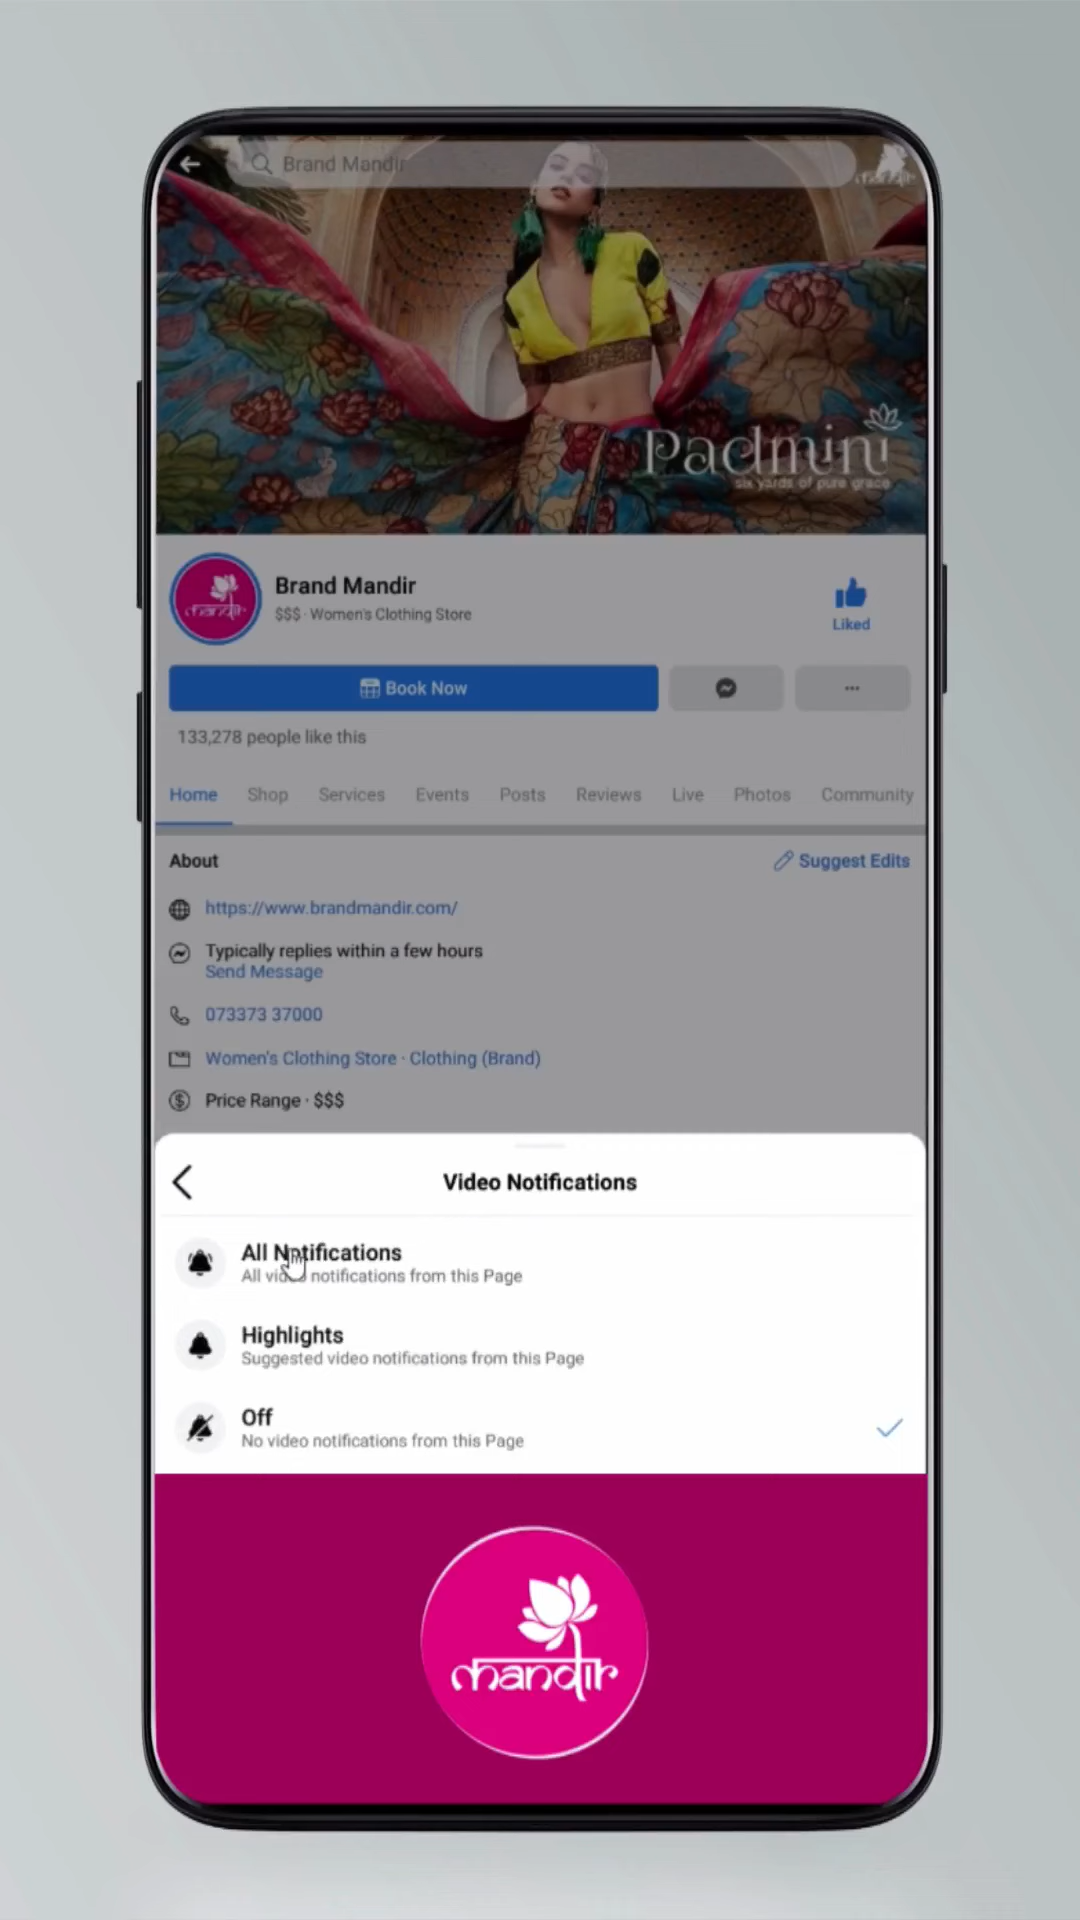 Brand Mandir
mandir
Padmini
six yards of pure grace
mandir
Brand Mandir
$$$ · Women's Clothing Store
Liked
Book Now
133,278 people like this
Home Shop Services Events Posts Reviews Live Photos Community
About
Suggest Edits
https://www.brandmandir.com/
Typically replies within a few hours
Send Message
073373 37000
Women's Clothing Store · Clothing (Brand)
Price Range · $$$
Video Notifications
All Notifications
All video notifications from this Page
Highlights
Suggested video notifications from this Page
Off
No video notifications from this Page
mandir